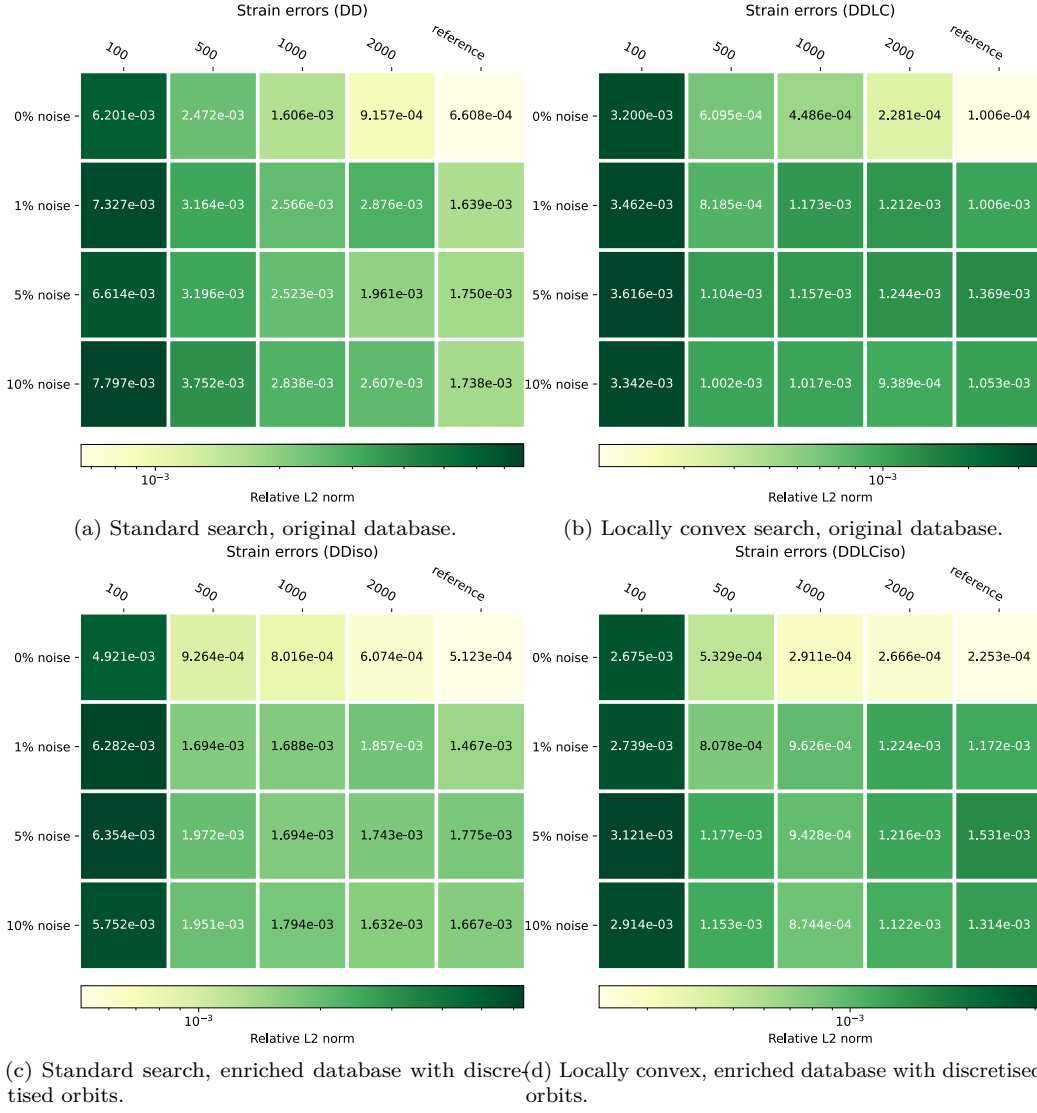 Strain errors (DD)
100 500 1000 2000 reference
0% noise 6.201e-03 2.472e-03 1.606e-03 9.157e-04 6.608e-04
1% noise 7.327e-03 3.164e-03 2.566e-03 2.876e-03 1.639e-03
5% noise 6.614e-03 3.196e-03 2.523e-03 1.961e-03 1.750e-03
10% noise 7.797e-03 3.752e-03 2.838e-03 2.607e-03 1.738e-03
10⁻³
Relative L2 norm
(a) Standard search, original database.
Strain errors (DDLC)
100 500 1000 2000 reference
0% noise 3.200e-03 6.095e-04 4.486e-04 2.281e-04 1.006e-04
1% noise 3.462e-03 8.185e-04 1.173e-03 1.212e-03 1.006e-03
5% noise 3.616e-03 1.104e-03 1.157e-03 1.244e-03 1.369e-03
10% noise 3.342e-03 1.002e-03 1.017e-03 9.389e-04 1.053e-03
10⁻³
Relative L2 norm
(b) Locally convex search, original database.
Strain errors (DDiso)
100 500 1000 2000 reference
0% noise 4.921e-03 9.264e-04 8.016e-04 6.074e-04 5.123e-04
1% noise 6.282e-03 1.694e-03 1.688e-03 1.857e-03 1.467e-03
5% noise 6.354e-03 1.972e-03 1.694e-03 1.743e-03 1.775e-03
10% noise 5.752e-03 1.951e-03 1.794e-03 1.632e-03 1.667e-03
10⁻³
Relative L2 norm
(c) Standard search, enriched database with discre-
tised orbits.
Strain errors (DDLCiso)
100 500 1000 2000 reference
0% noise 2.675e-03 5.329e-04 2.911e-04 2.666e-04 2.253e-04
1% noise 2.739e-03 8.078e-04 9.626e-04 1.224e-03 1.172e-03
5% noise 3.121e-03 1.177e-03 9.428e-04 1.216e-03 1.531e-03
10% noise 2.914e-03 1.153e-03 8.744e-04 1.122e-03 1.314e-03
10⁻³
Relative L2 norm
(d) Locally convex, enriched database with discretised
orbits.